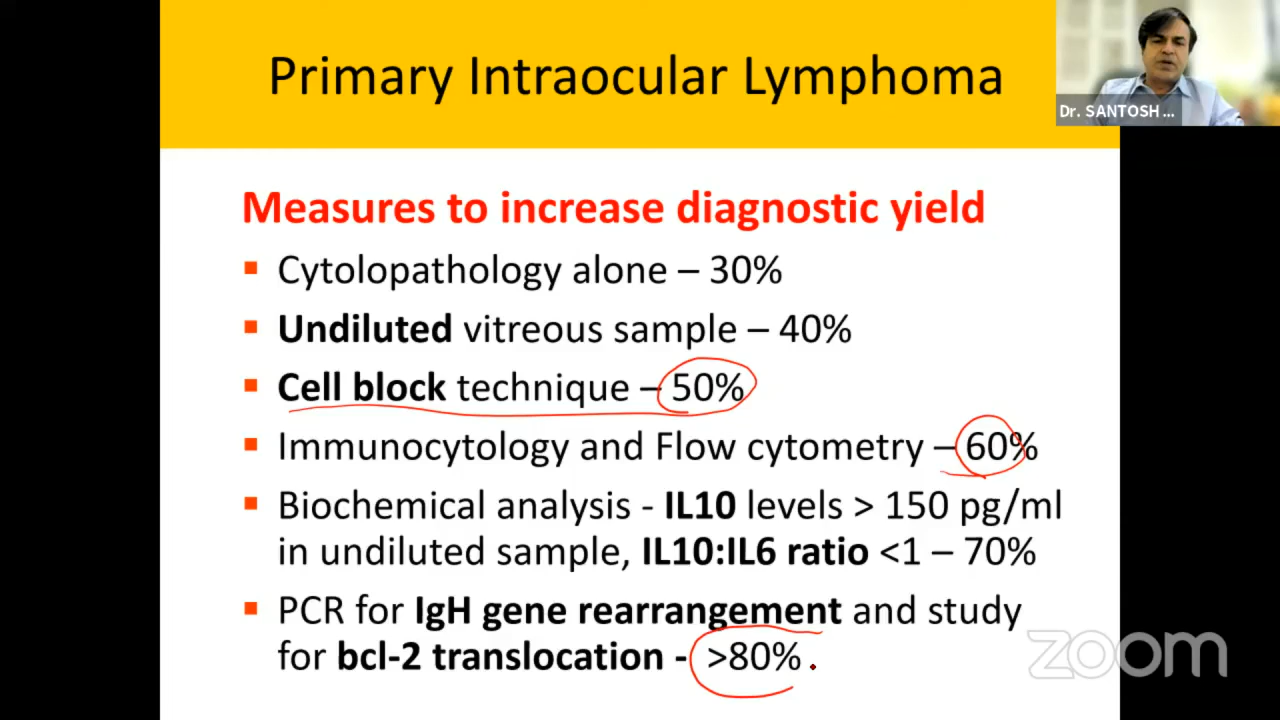 Primary Intraocular Lymphoma
Dr. SANTOSH ...
Measures to increase diagnostic yield
▪ Cytolopathology alone – 30%
▪ Undiluted vitreous sample – 40%
▪ Cell block technique – 50%
▪ Immunocytology and Flow cytometry – 60%
▪ Biochemical analysis - IL10 levels > 150 pg/ml
in undiluted sample, IL10:IL6 ratio <1 – 70%
▪ PCR for IgH gene rearrangement and study
for bcl-2 translocation - >80%
zoom